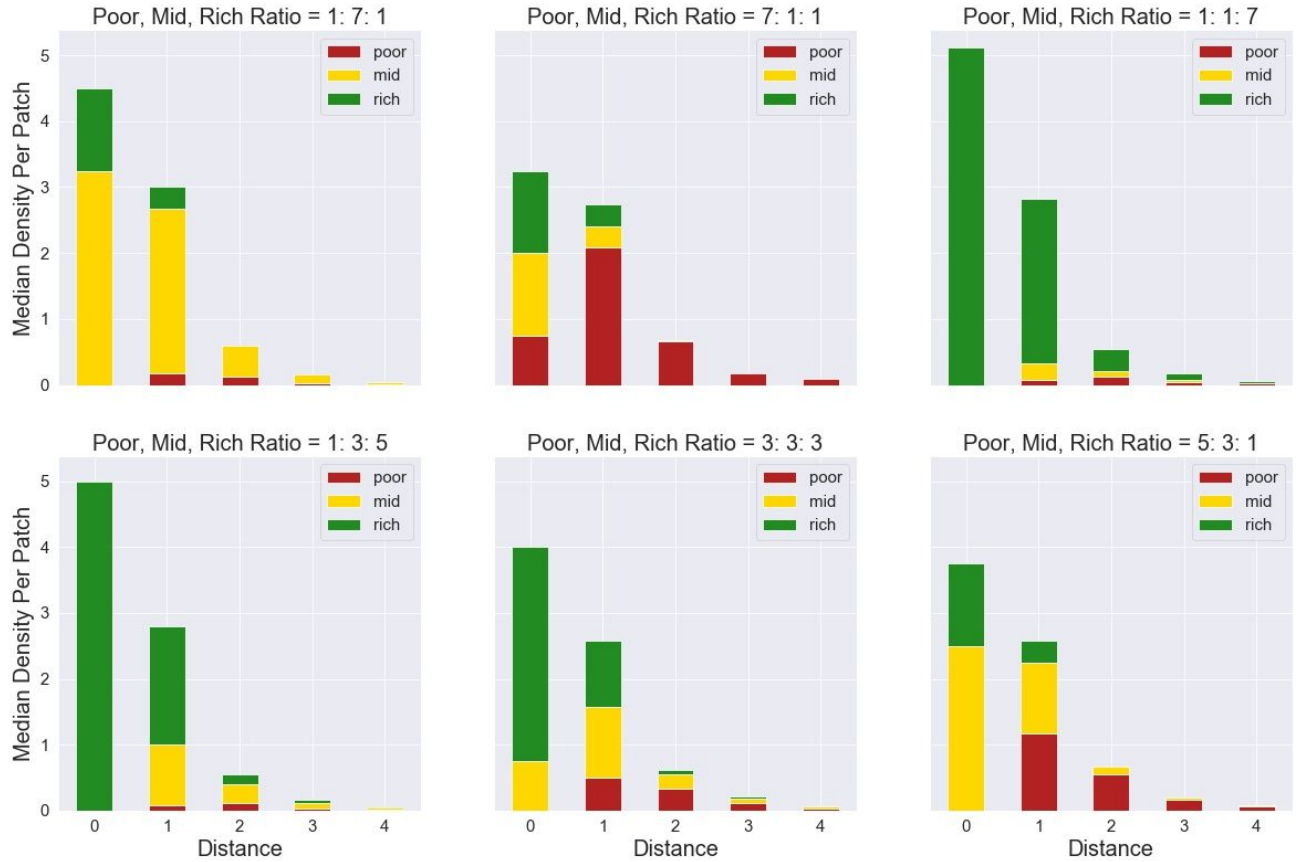 Poor, Mid, Rich Ratio = 1: 7: 1
Poor, Mid, Rich Ratio = 7: 1: 1
Poor, Mid, Rich Ratio = 1: 1: 7
Median Density Per Patch
5
4
3
2
1
0
poor
mid
rich
poor
mid
rich
poor
mid
rich
Poor, Mid, Rich Ratio = 1: 3: 5
Poor, Mid, Rich Ratio = 3: 3: 3
Poor, Mid, Rich Ratio = 5: 3: 1
Median Density Per Patch
5
4
3
2
1
0
poor
mid
rich
poor
mid
rich
poor
mid
rich
0 1 2 3 4
0 1 2 3 4
0 1 2 3 4
Distance
Distance
Distance